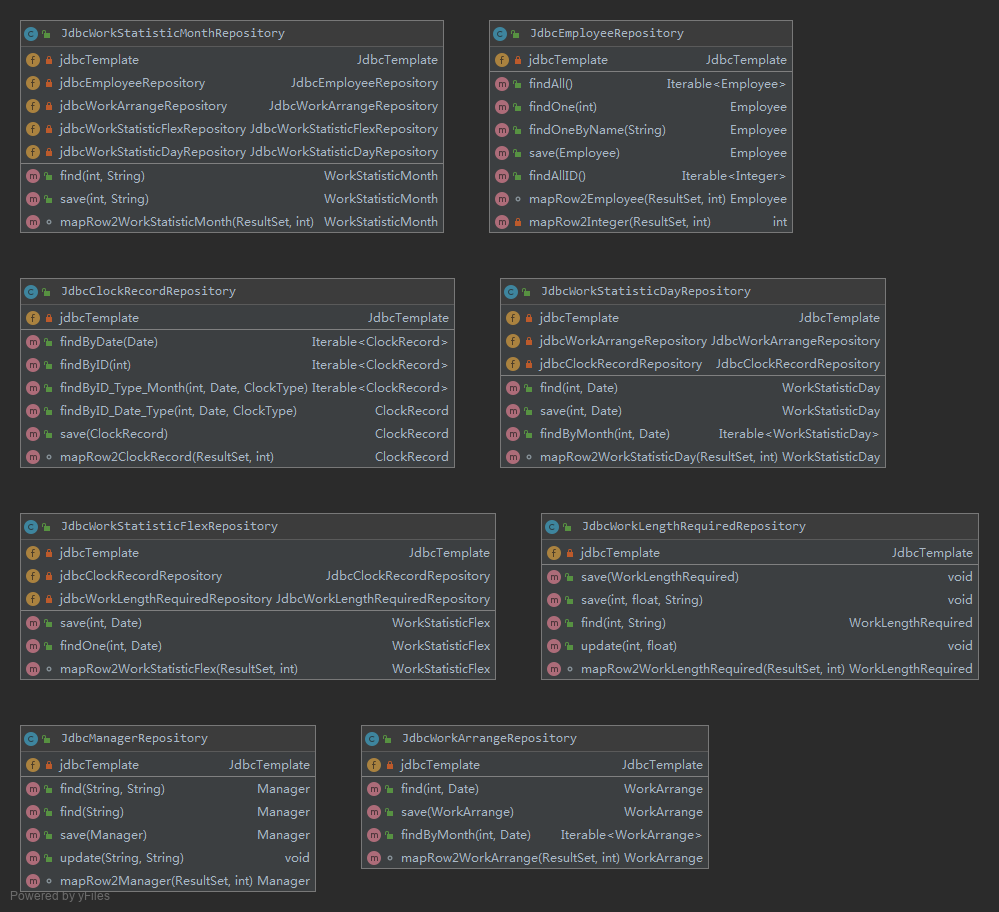 JdbcWorkStatisticMonthRepository
jdbcTemplate JdbcTemplate
jdbcEmployeeRepository JdbcEmployeeRepository
jdbcWorkArrangeRepository JdbcWorkArrangeRepository
jdbcWorkStatisticFlexRepository JdbcWorkStatisticFlexRepository
jdbcWorkStatisticDayRepository JdbcWorkStatisticDayRepository
find(int, String) WorkStatisticMonth
save(int, String) WorkStatisticMonth
mapRow2WorkStatisticMonth(ResultSet, int) WorkStatisticMonth
JdbcEmployeeRepository
jdbcTemplate JdbcTemplate
findAll() Iterable<Employee>
findOne(int) Employee
findOneByName(String) Employee
save(Employee) Employee
findAllID() Iterable<Integer>
mapRow2Employee(ResultSet, int) Employee
mapRow2Integer(ResultSet, int) int
JdbcClockRecordRepository
jdbcTemplate JdbcTemplate
findByDate(Date) Iterable<ClockRecord>
findByID(int) Iterable<ClockRecord>
findByID_Type_Month(int, Date, ClockType) Iterable<ClockRecord>
findByID_Date_Type(int, Date, ClockType) ClockRecord
save(ClockRecord) ClockRecord
mapRow2ClockRecord(ResultSet, int) ClockRecord
JdbcWorkStatisticDayRepository
jdbcTemplate JdbcTemplate
jdbcWorkArrangeRepository JdbcWorkArrangeRepository
jdbcClockRecordRepository JdbcClockRecordRepository
find(int, Date) WorkStatisticDay
save(int, Date) WorkStatisticDay
findByMonth(int, Date) Iterable<WorkStatisticDay>
mapRow2WorkStatisticDay(ResultSet, int) WorkStatisticDay
JdbcWorkStatisticFlexRepository
jdbcTemplate JdbcTemplate
jdbcClockRecordRepository JdbcClockRecordRepository
jdbcWorkLengthRequiredRepository JdbcWorkLengthRequiredRepository
save(int, Date) WorkStatisticFlex
findOne(int, Date) WorkStatisticFlex
mapRow2WorkStatisticFlex(ResultSet, int) WorkStatisticFlex
JdbcWorkLengthRequiredRepository
jdbcTemplate JdbcTemplate
save(WorkLengthRequired) void
save(int, float, String) void
find(int, String) WorkLengthRequired
update(int, float) void
mapRow2WorkLengthRequired(ResultSet, int) WorkLengthRequired
JdbcManagerRepository
jdbcTemplate JdbcTemplate
find(String, String) Manager
find(String) Manager
save(Manager) Manager
update(String, String) void
mapRow2Manager(ResultSet, int) Manager
JdbcWorkArrangeRepository
jdbcTemplate JdbcTemplate
find(int, Date) WorkArrange
save(WorkArrange) WorkArrange
findByMonth(int, Date) Iterable<WorkArrange>
mapRow2WorkArrange(ResultSet, int) WorkArrange
Powered by yFiles